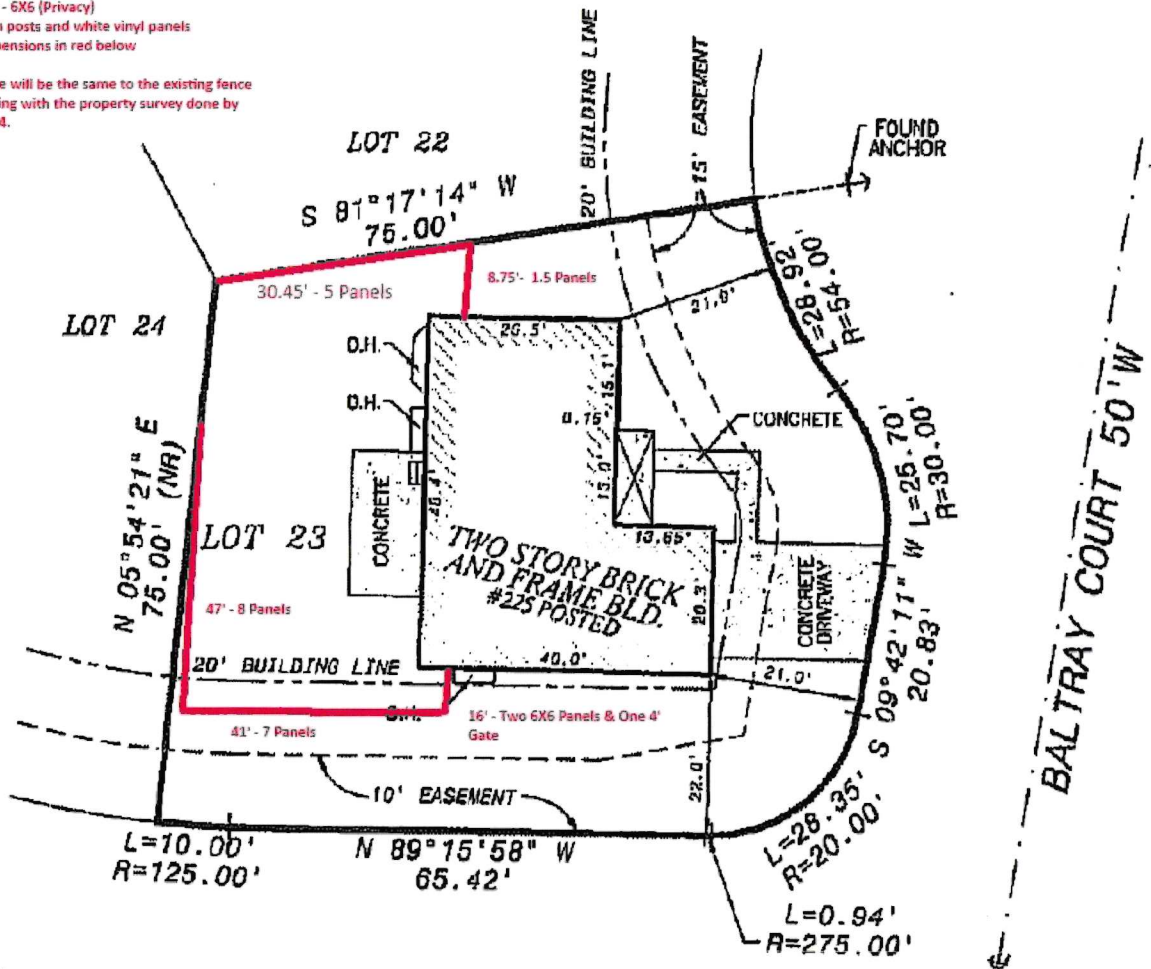 - 6X6 (Privacy)
posts and white vinyl panels
in red below
will be the same to the existing fence
with the property survey done by
4.
LOT 22
S 81°17'14" W
75.00'
20' BUILDING LINE
15' EASEMENT
FOUND
ANCHOR
30.45' - 5 Panels
8.75'- 1.5 Panels
21.0'
L=28.92'
R=54.00'
LOT 24
O.H.
O.H.
26.5'
15.1'
CONCRETE
L=25.70'
R=30.00'
BALTRAY COURT 50'W
N 05°54'21" E
75.00' (NR)
LOT 23
CONCRETE
13.65'
TWO STORY BRICK
AND FRAME BLD.
#225 POSTED
20.3'
CONCRETE
DRIVEWAY
S 09°42'11" W
20.83'
47' - 8 Panels
20' BUILDING LINE
40.0'
21.0'
41' - 7 Panels
16' - Two 6X6 Panels & One 4'
Gate
22.0'
10' EASEMENT
L=28.35'
R=20.00'
L=10.00'
R=125.00'
N 89°15'58" W
65.42'
L=0.94'
R=275.00'